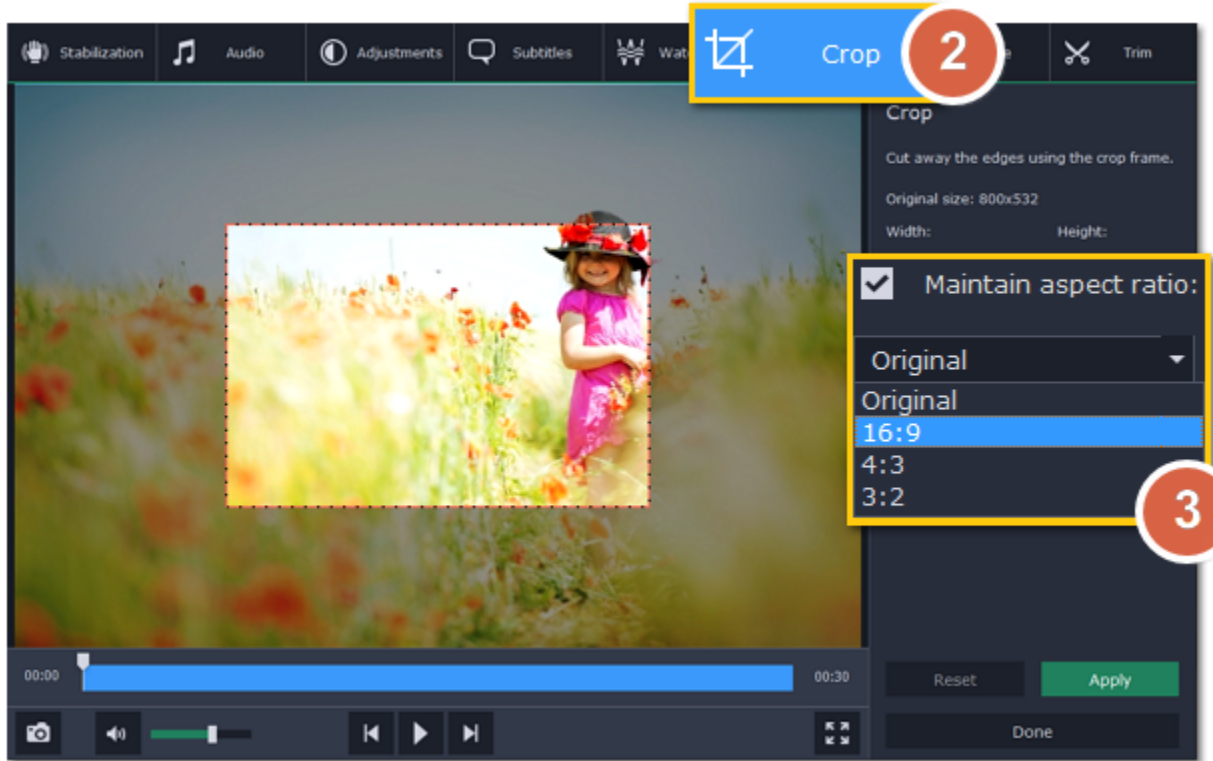 Stabilization
Audio
Adjustments
Subtitles
Wat
Crop
2
e
Trim
Crop
Cut away the edges using the crop frame.
Original size: 800x532
Width: Height:
Maintain aspect ratio:
Original
Original
16:9
4:3
3:2
3
00:00
00:30
Reset
Apply
Done